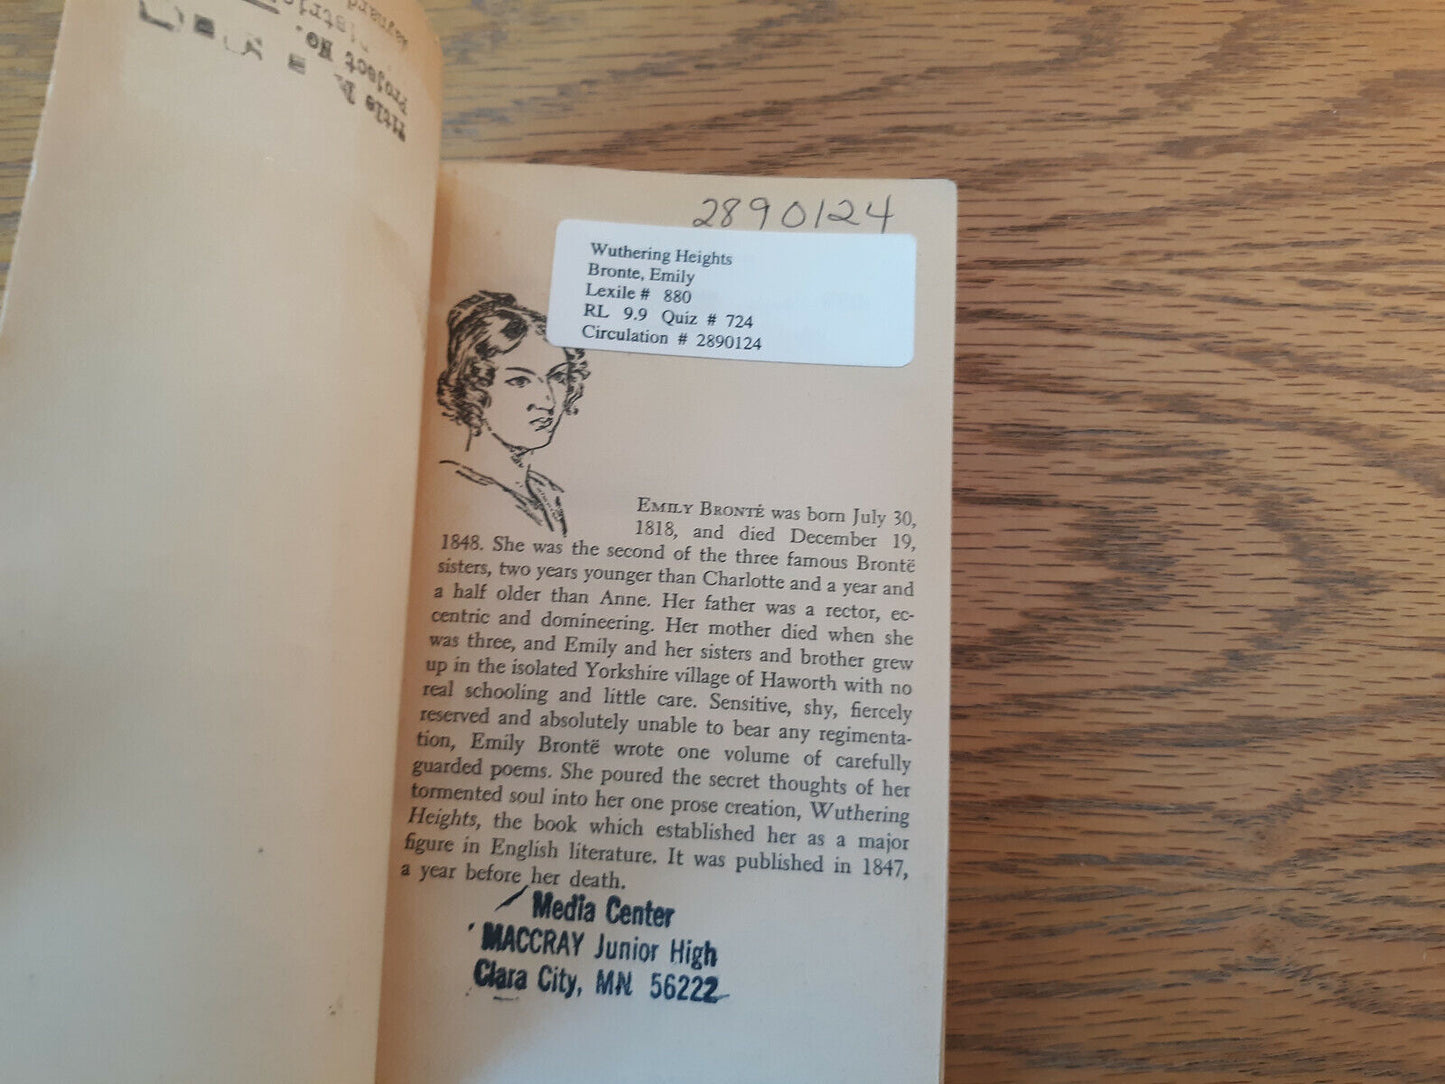 Title
Project No.
2890124
Wuthering Heights
Bronte, Emily
Lexile # 880
RL 9.9 Quiz # 724
Circulation # 2890124
EMILY BRONTË was born July 30,
1818, and died December 19,
1848. She was the second of the three famous Brontë
sisters, two years younger than Charlotte and a year and
a half older than Anne. Her father was a rector, ec-
centric and domineering. Her mother died when she
was three, and Emily and her sisters and brother grew
up in the isolated Yorkshire village of Haworth with no
real schooling and little care. Sensitive, shy, fiercely
reserved and absolutely unable to bear any regimenta-
tion, Emily Brontë wrote one volume of carefully
guarded poems. She poured the secret thoughts of her
tormented soul into her one prose creation, Wuthering
Heights, the book which established her as a major
figure in English literature. It was published in 1847,
a year before her death.
Media Center
MACCRAY Junior High
Clara City, MN 56222